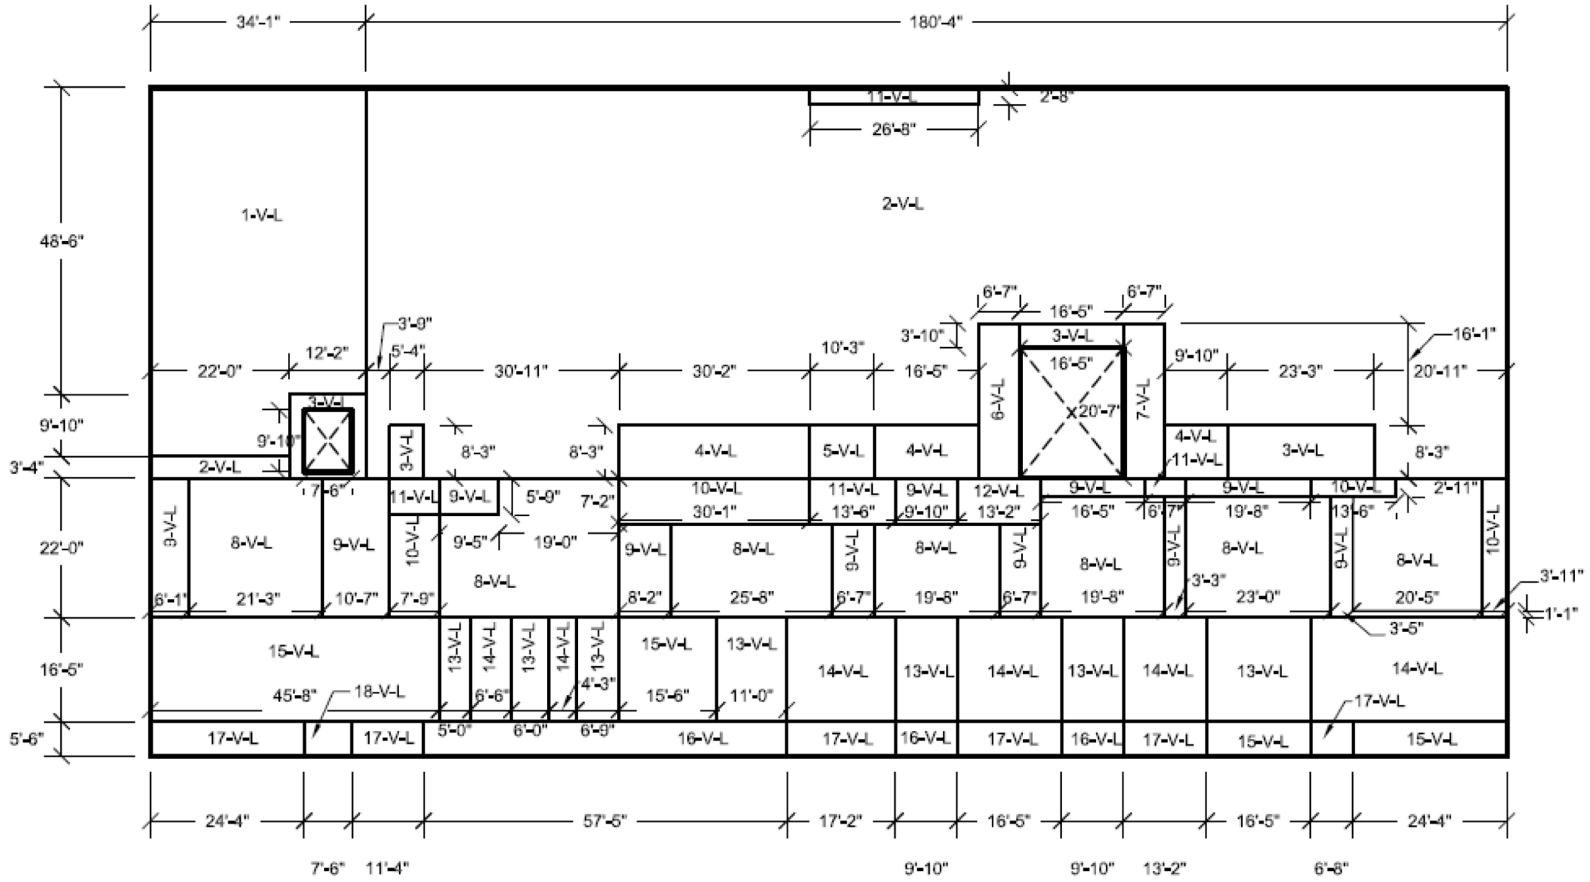 34'-1" 180'-4"
11-V-L 2'-8"
26'-8"
1-V-L 2-V-L
48'-6"
6'-7" 6'-7"
16'-5"
3'-9" 3'-10" 3-V-L 16'-1"
12'-2" 5'-4" 10'-3" 9'-10"
22'-0" 30'-11" 30'-2" 16'-5" 16'-5" 23'-3" 20'-11"
3-V-L 6-V-L 20'-7" 7-V-L
9'-10" 9'-10" 3-V-L 8'-3" 8'-3" 4-V-L 5-V-L 4-V-L 4-V-L 3-V-L 8'-3"
3'-4" 2-V-L 11-V-L
7'-6" 11-V-L 9-V-L 5'-9" 7'-2" 10-V-L 11-V-L 9-V-L 12-V-L 9-V-L 9-V-L 10-V-L 2'-11"
30'-1" 13'-6" 9'-10" 13'-2" 16'-5" 6'-7" 19'-8" 13'-6"
22'-0" 9-V-L 8-V-L 9-V-L 10-V-L 9'-5" 19'-0" 9-V-L 8-V-L 9-V-L 8-V-L 9-V-L 8-V-L 9-V-L 8-V-L 9-V-L 8-V-L 10-V-L
8-V-L 3'-3" 3'-11"
6'-1" 21'-3" 10'-7" 7'-9" 8'-2" 25'-8" 6'-7" 19'-8" 6'-7" 19'-8" 23'-0" 20'-5" 1'-1"
3'-5"
15-V-L 13-V-L 14-V-L 13-V-L 14-V-L 13-V-L 15-V-L 13-V-L
16'-5" 14-V-L 13-V-L 14-V-L 13-V-L 14-V-L 13-V-L 14-V-L
45'-8" 18-V-L 6'-6" 4'-3" 15'-6" 11'-0" 17-V-L
5'-0" 6'-0" 6'-9"
5'-6" 17-V-L 17-V-L 16-V-L 17-V-L 16-V-L 17-V-L 16-V-L 17-V-L 15-V-L 15-V-L
24'-4" 57'-5" 17'-2" 16'-5" 16'-5" 24'-4"
7'-6" 11'-4" 9'-10" 9'-10" 13'-2" 6'-8"